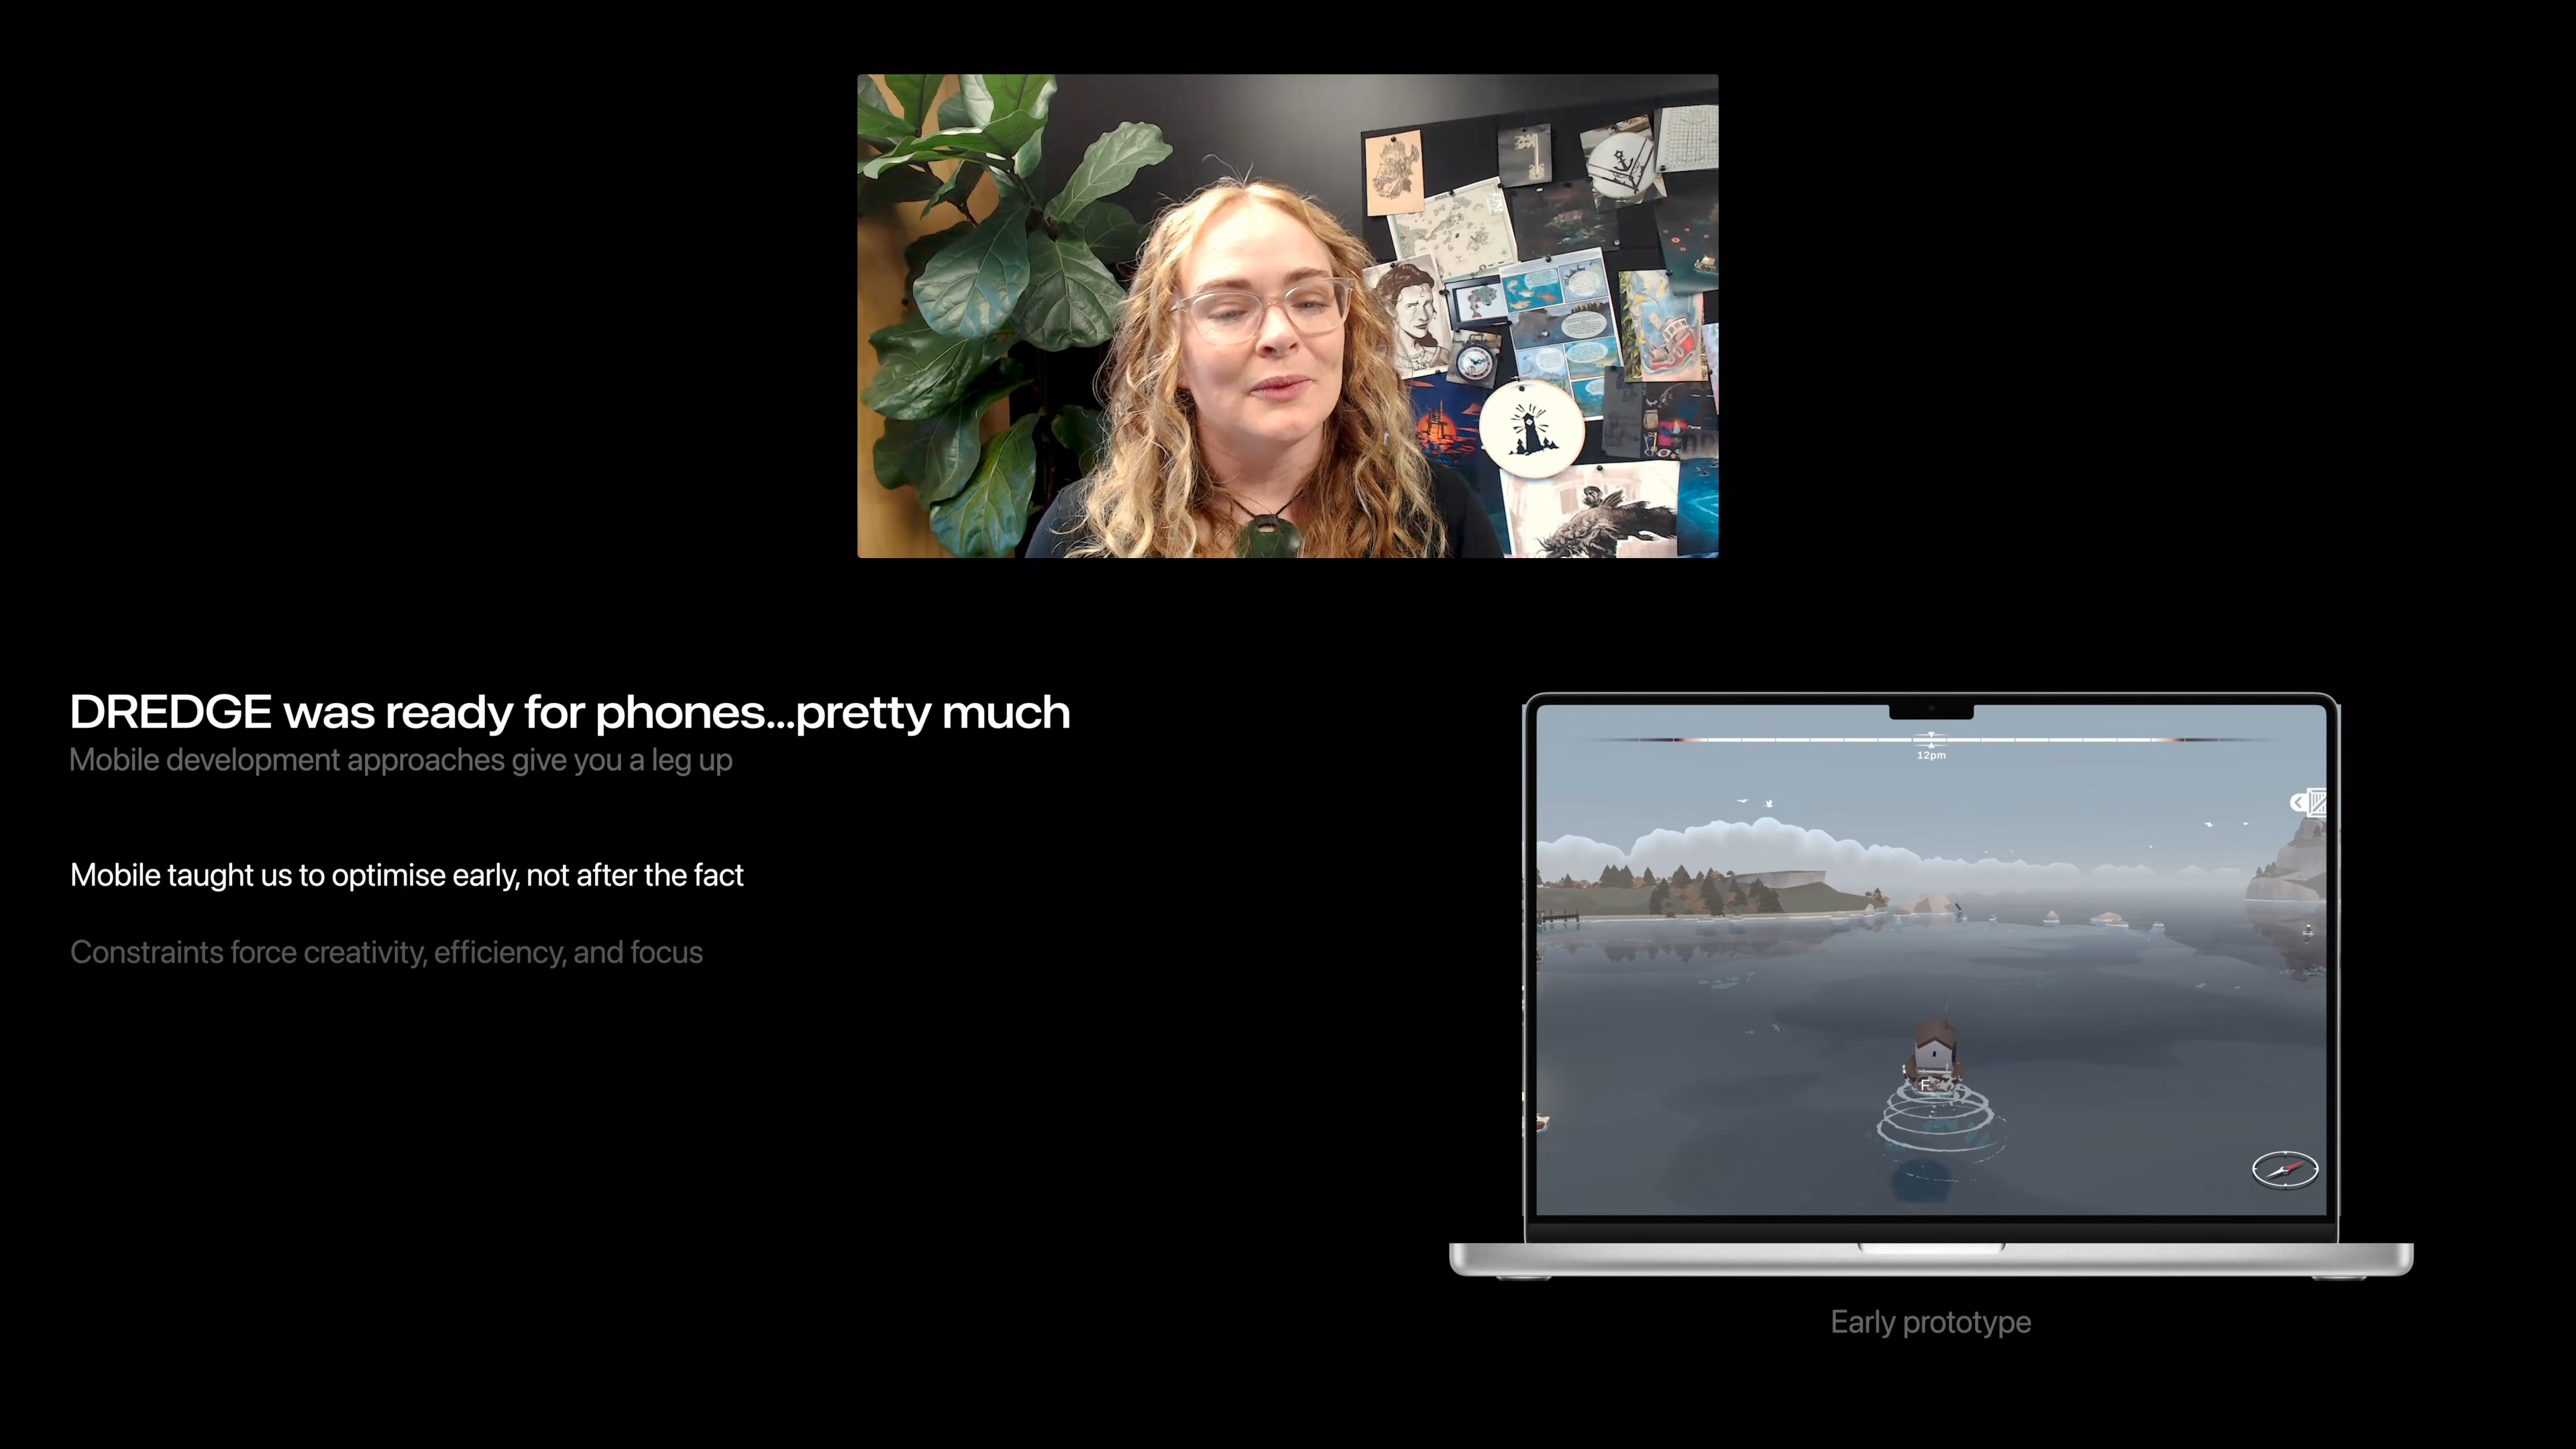 DREDGE was ready for phones...pretty much
Mobile development approaches give you a leg up
Mobile taught us to optimise early, not after the fact
Constraints force creativity, efficiency, and focus
12pm
F
Early prototype